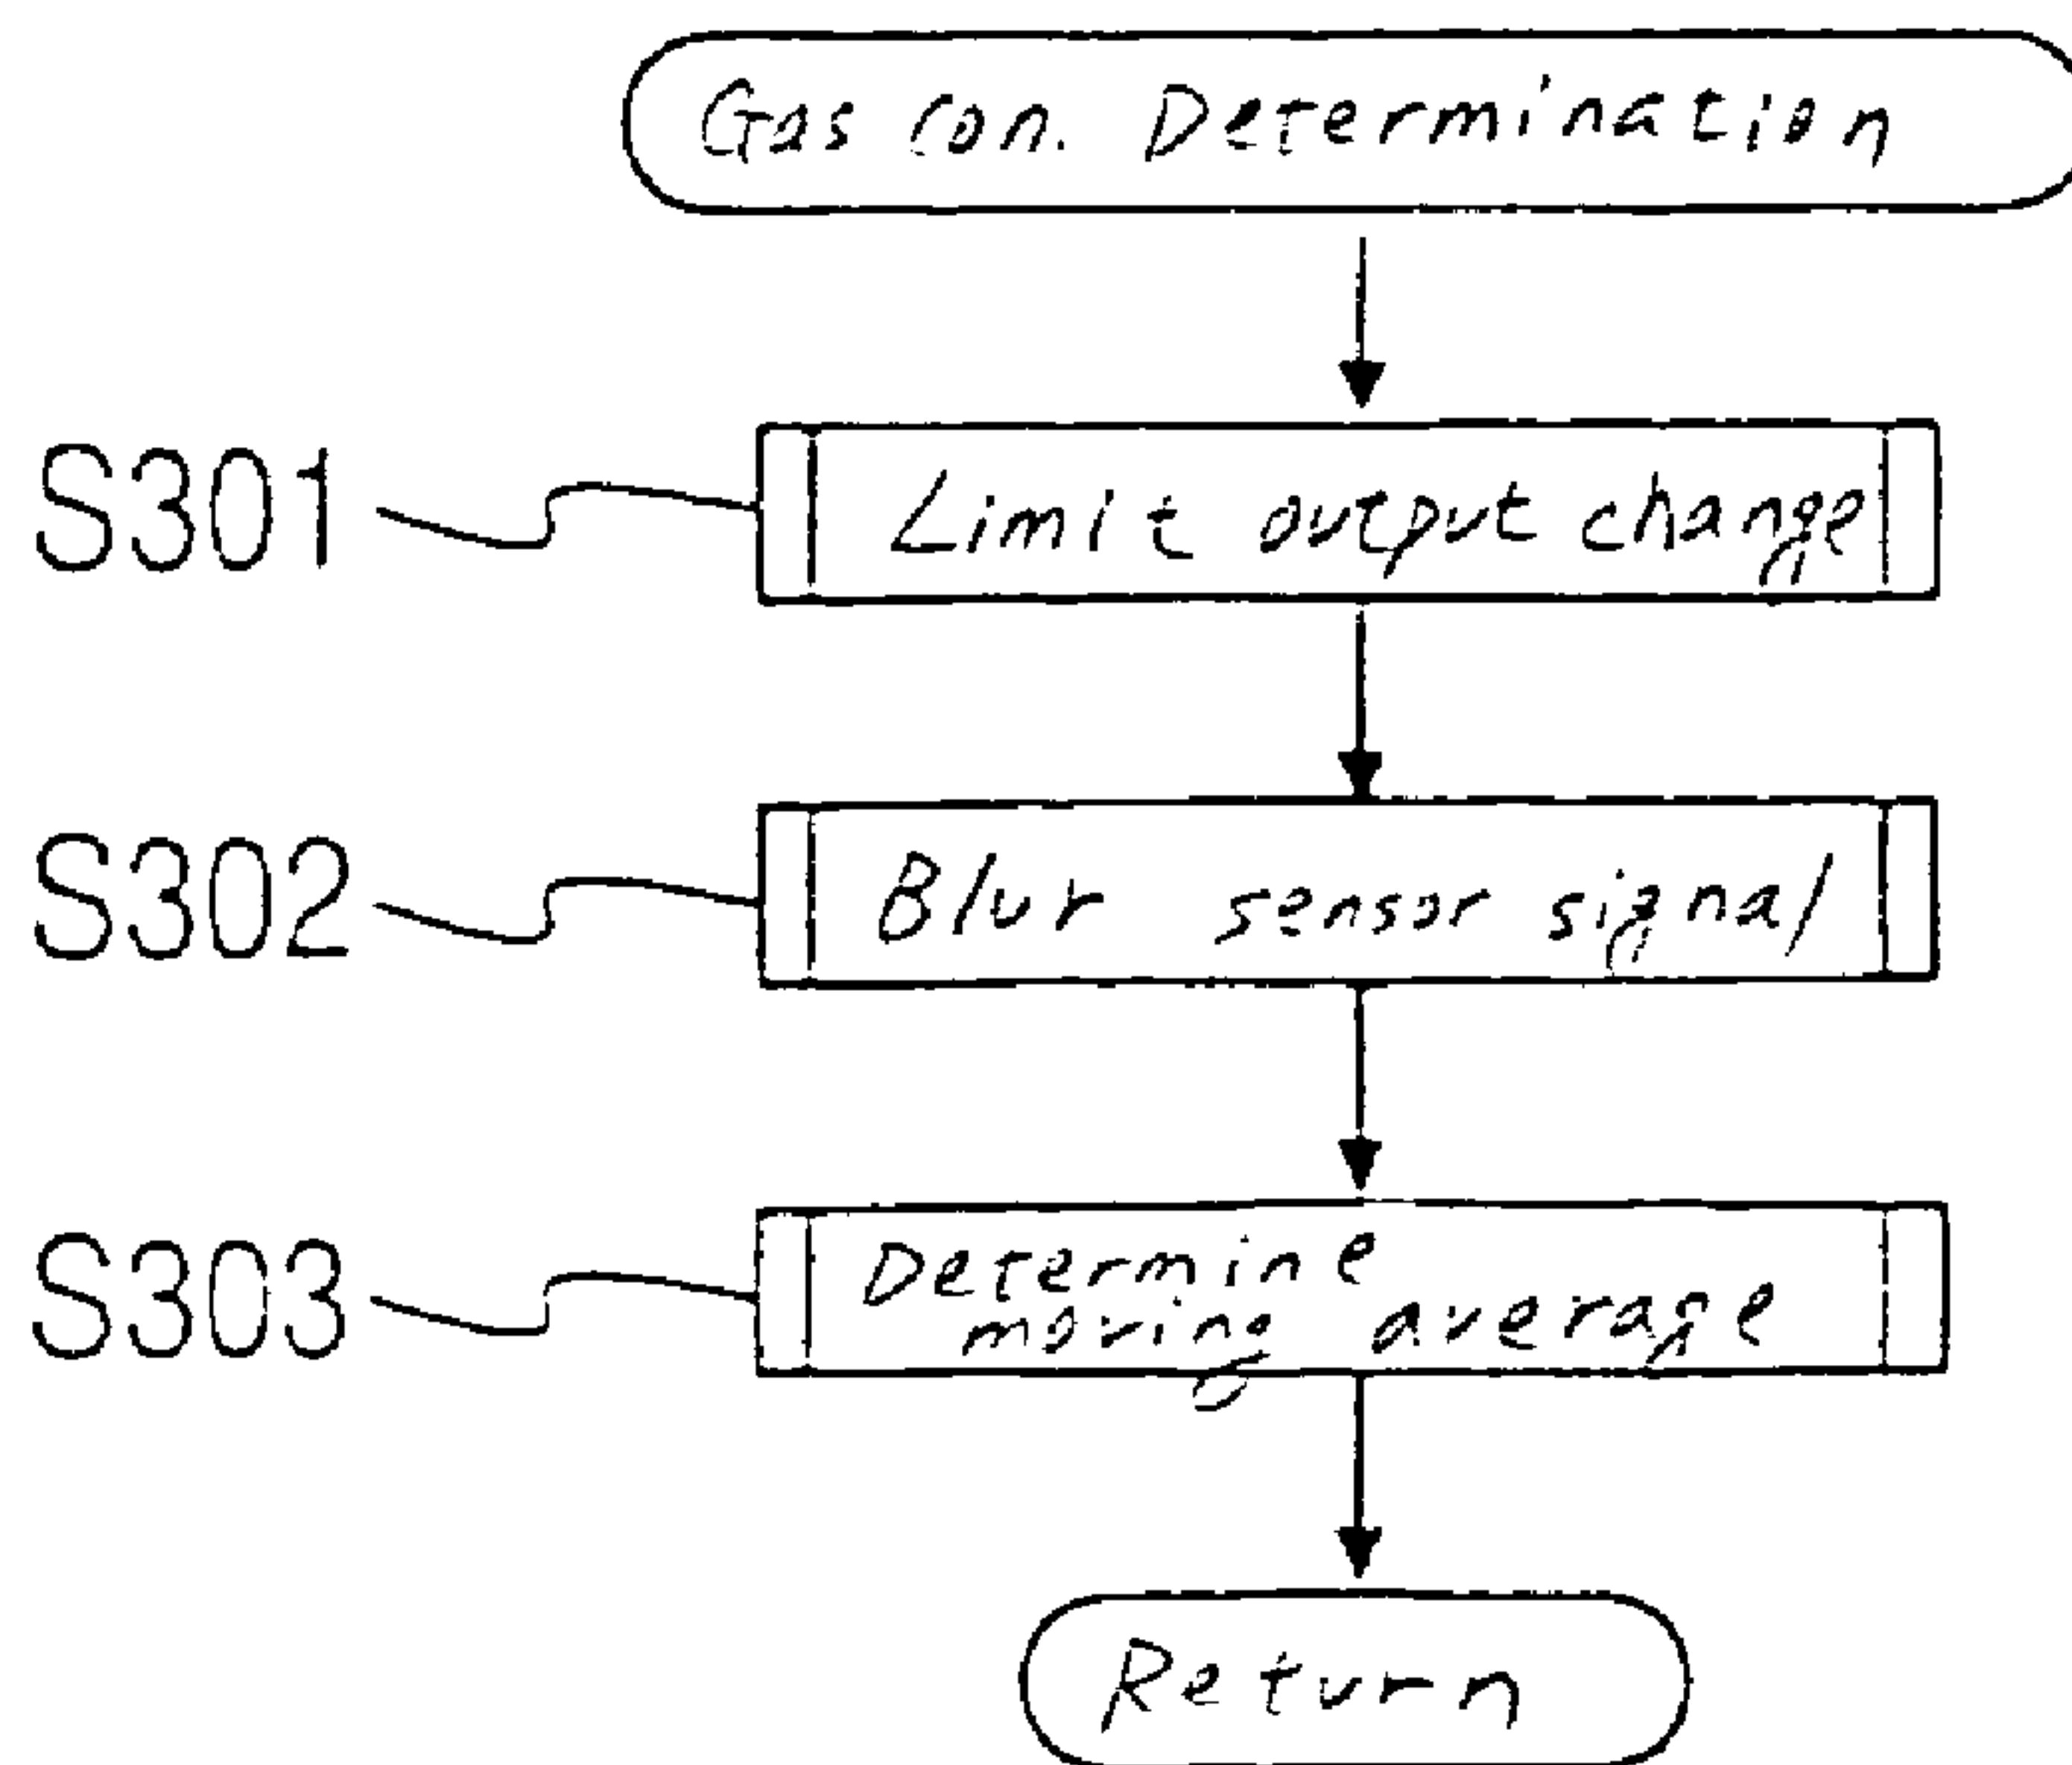 Gas Con. Determination
S301
Limit output change
S302
Blur sensor signal
S303
Determine
moving average
Return